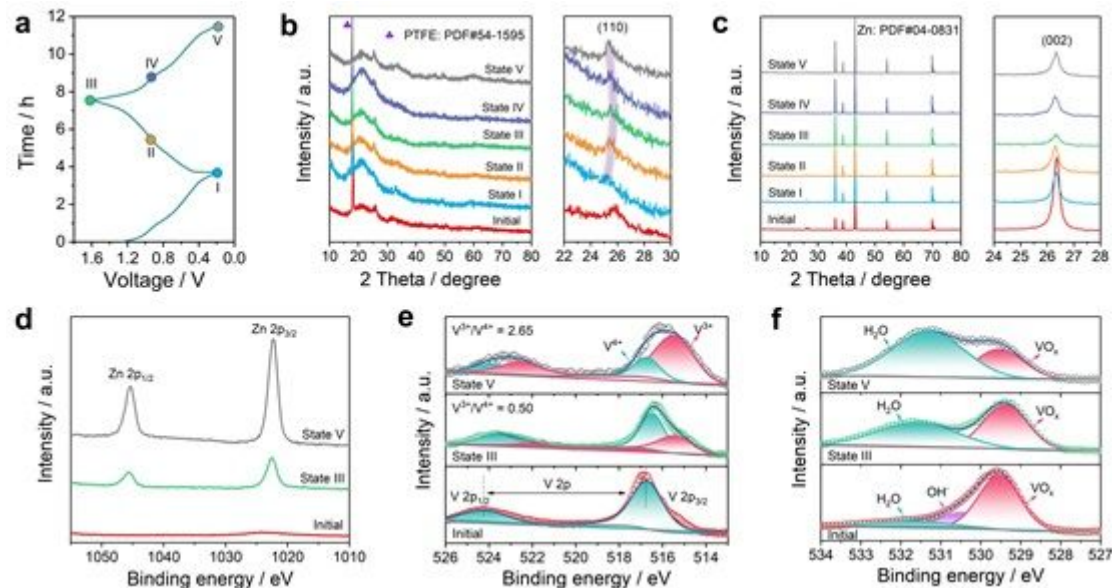 a
12
10
8
6
4
2
0
Time / h
1.6
1.2
0.8
0.4
0.0
Voltage / V
I
II
III
IV
V
b
PTFE: PDF#54-1595
(110)
State V
State IV
State III
State II
State I
Initial
Intensity / a.u.
10 20 30 40 50 60 70 80
22 24 26 28 30
2 Theta / degree
c
Zn: PDF#04-0831
(002)
State V
State IV
State III
State II
State I
Initial
Intensity / a.u.
10 20 30 40 50 60 70 80
24 25 26 27 28
2 Theta / degree
d
Zn 2p1/2
Zn 2p3/2
State V
State III
Initial
Intensity / a.u.
1050 1040 1030 1020 1010
Binding energy / eV
e
V³⁺/V⁴⁺ = 2.65
V⁴⁺
V³⁺
State V
V³⁺/V⁴⁺ = 0.50
State III
V 2p1/2
V 2p
V 2p3/2
Initial
Intensity / a.u.
526 524 522 520 518 516 514
Binding energy / eV
f
H₂O
VOₓ
State V
H₂O
VOₓ
State III
H₂O
OH⁻
VOₓ
Initial
Intensity / a.u.
534 533 532 531 530 529 528 527
Binding energy / eV